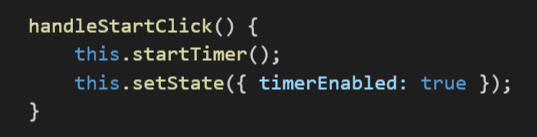 handleStartClick() {
    this.startTimer();
    this.setState({ timerEnabled: true });
}